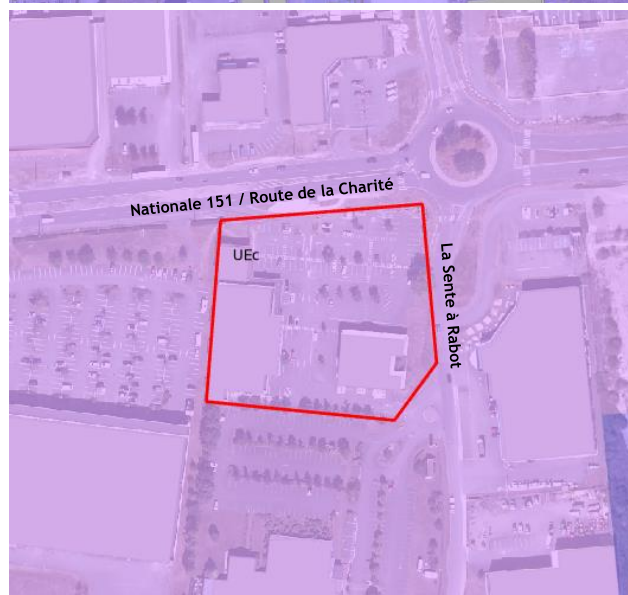 Nationale 151 / Route de la Charité
UEc
La Sente à Rabot